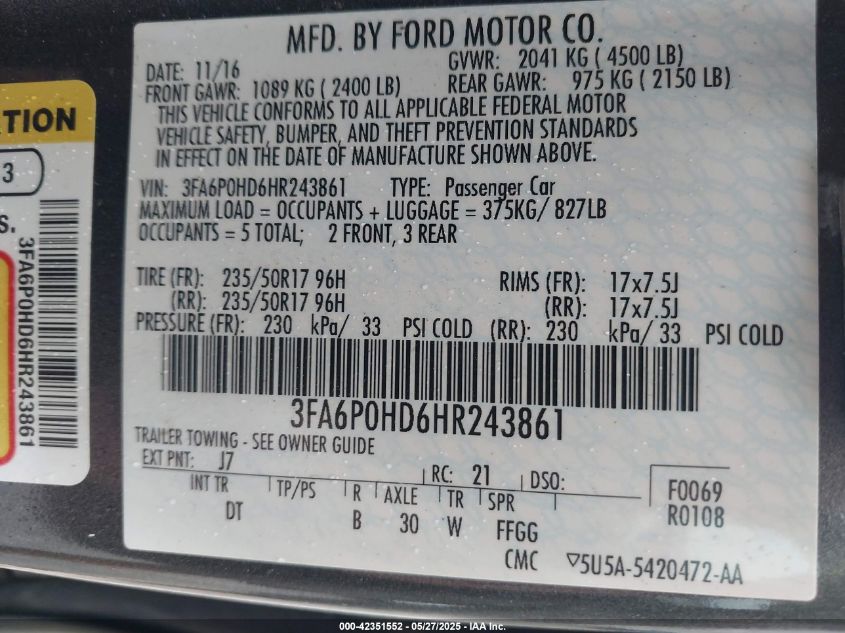 MFD. BY FORD MOTOR CO.
DATE: 11/16
GVWR: 2041 KG ( 4500 LB)
FRONT GAWR: 1089 KG ( 2400 LB)
REAR GAWR: 975 KG ( 2150 LB)
THIS VEHICLE CONFORMS TO ALL APPLICABLE FEDERAL MOTOR
VEHICLE SAFETY, BUMPER, AND THEFT PREVENTION STANDARDS
IN EFFECT ON THE DATE OF MANUFACTURE SHOWN ABOVE.
VIN: 3FA6P0HD6HR243861 TYPE: Passenger Car
MAXIMUM LOAD = OCCUPANTS + LUGGAGE = 375KG/ 827LB
OCCUPANTS = 5 TOTAL; 2 FRONT, 3 REAR
TIRE (FR): 235/50R17 96H RIMS (FR): 17x7.5J
(RR): 235/50R17 96H (RR): 17x7.5J
PRESSURE (FR): 230 kPa/ 33 PSI COLD (RR): 230 kPa/ 33 PSI COLD
3FA6P0HD6HR243861
TRAILER TOWING - SEE OWNER GUIDE
EXT PNT: J7 RC: 21 DSO:
INT TR TP/PS R AXLE TR SPR
DT B 30 W FFGG
F0069
R0108
CMC ▽5U5A-5420472-AA
TION
3
S.
3FA6P0HD6HR243861
000-42351552 - 05/27/2025 - IAA Inc.